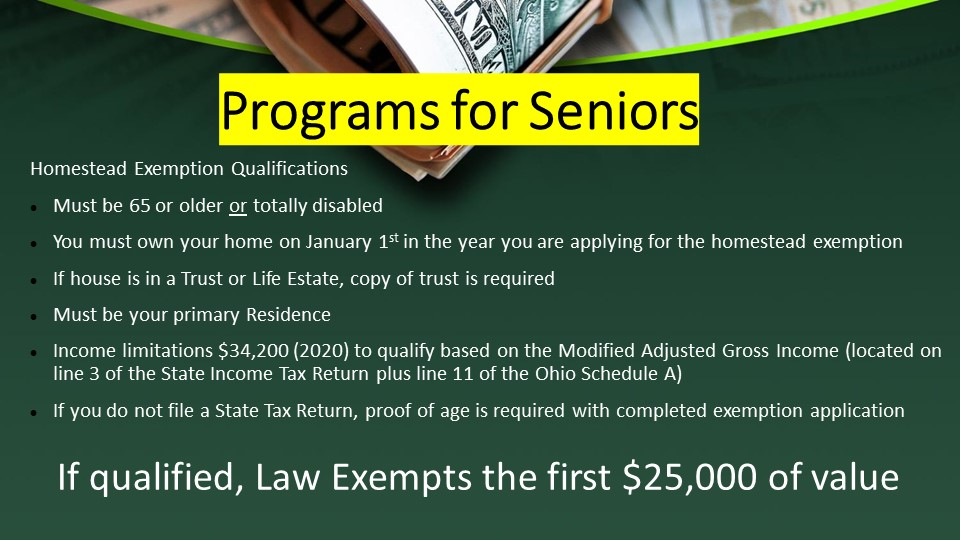 Programs for Seniors
Homestead Exemption Qualifications
Must be 65 or older or totally disabled
You must own your home on January 1st in the year you are applying for the homestead exemption
If house is in a Trust or Life Estate, copy of trust is required
Must be your primary Residence
Income limitations $34,200 (2020) to qualify based on the Modified Adjusted Gross Income (located on
line 3 of the State Income Tax Return plus line 11 of the Ohio Schedule A)
If you do not file a State Tax Return, proof of age is required with completed exemption application
If qualified, Law Exempts the first $25,000 of value